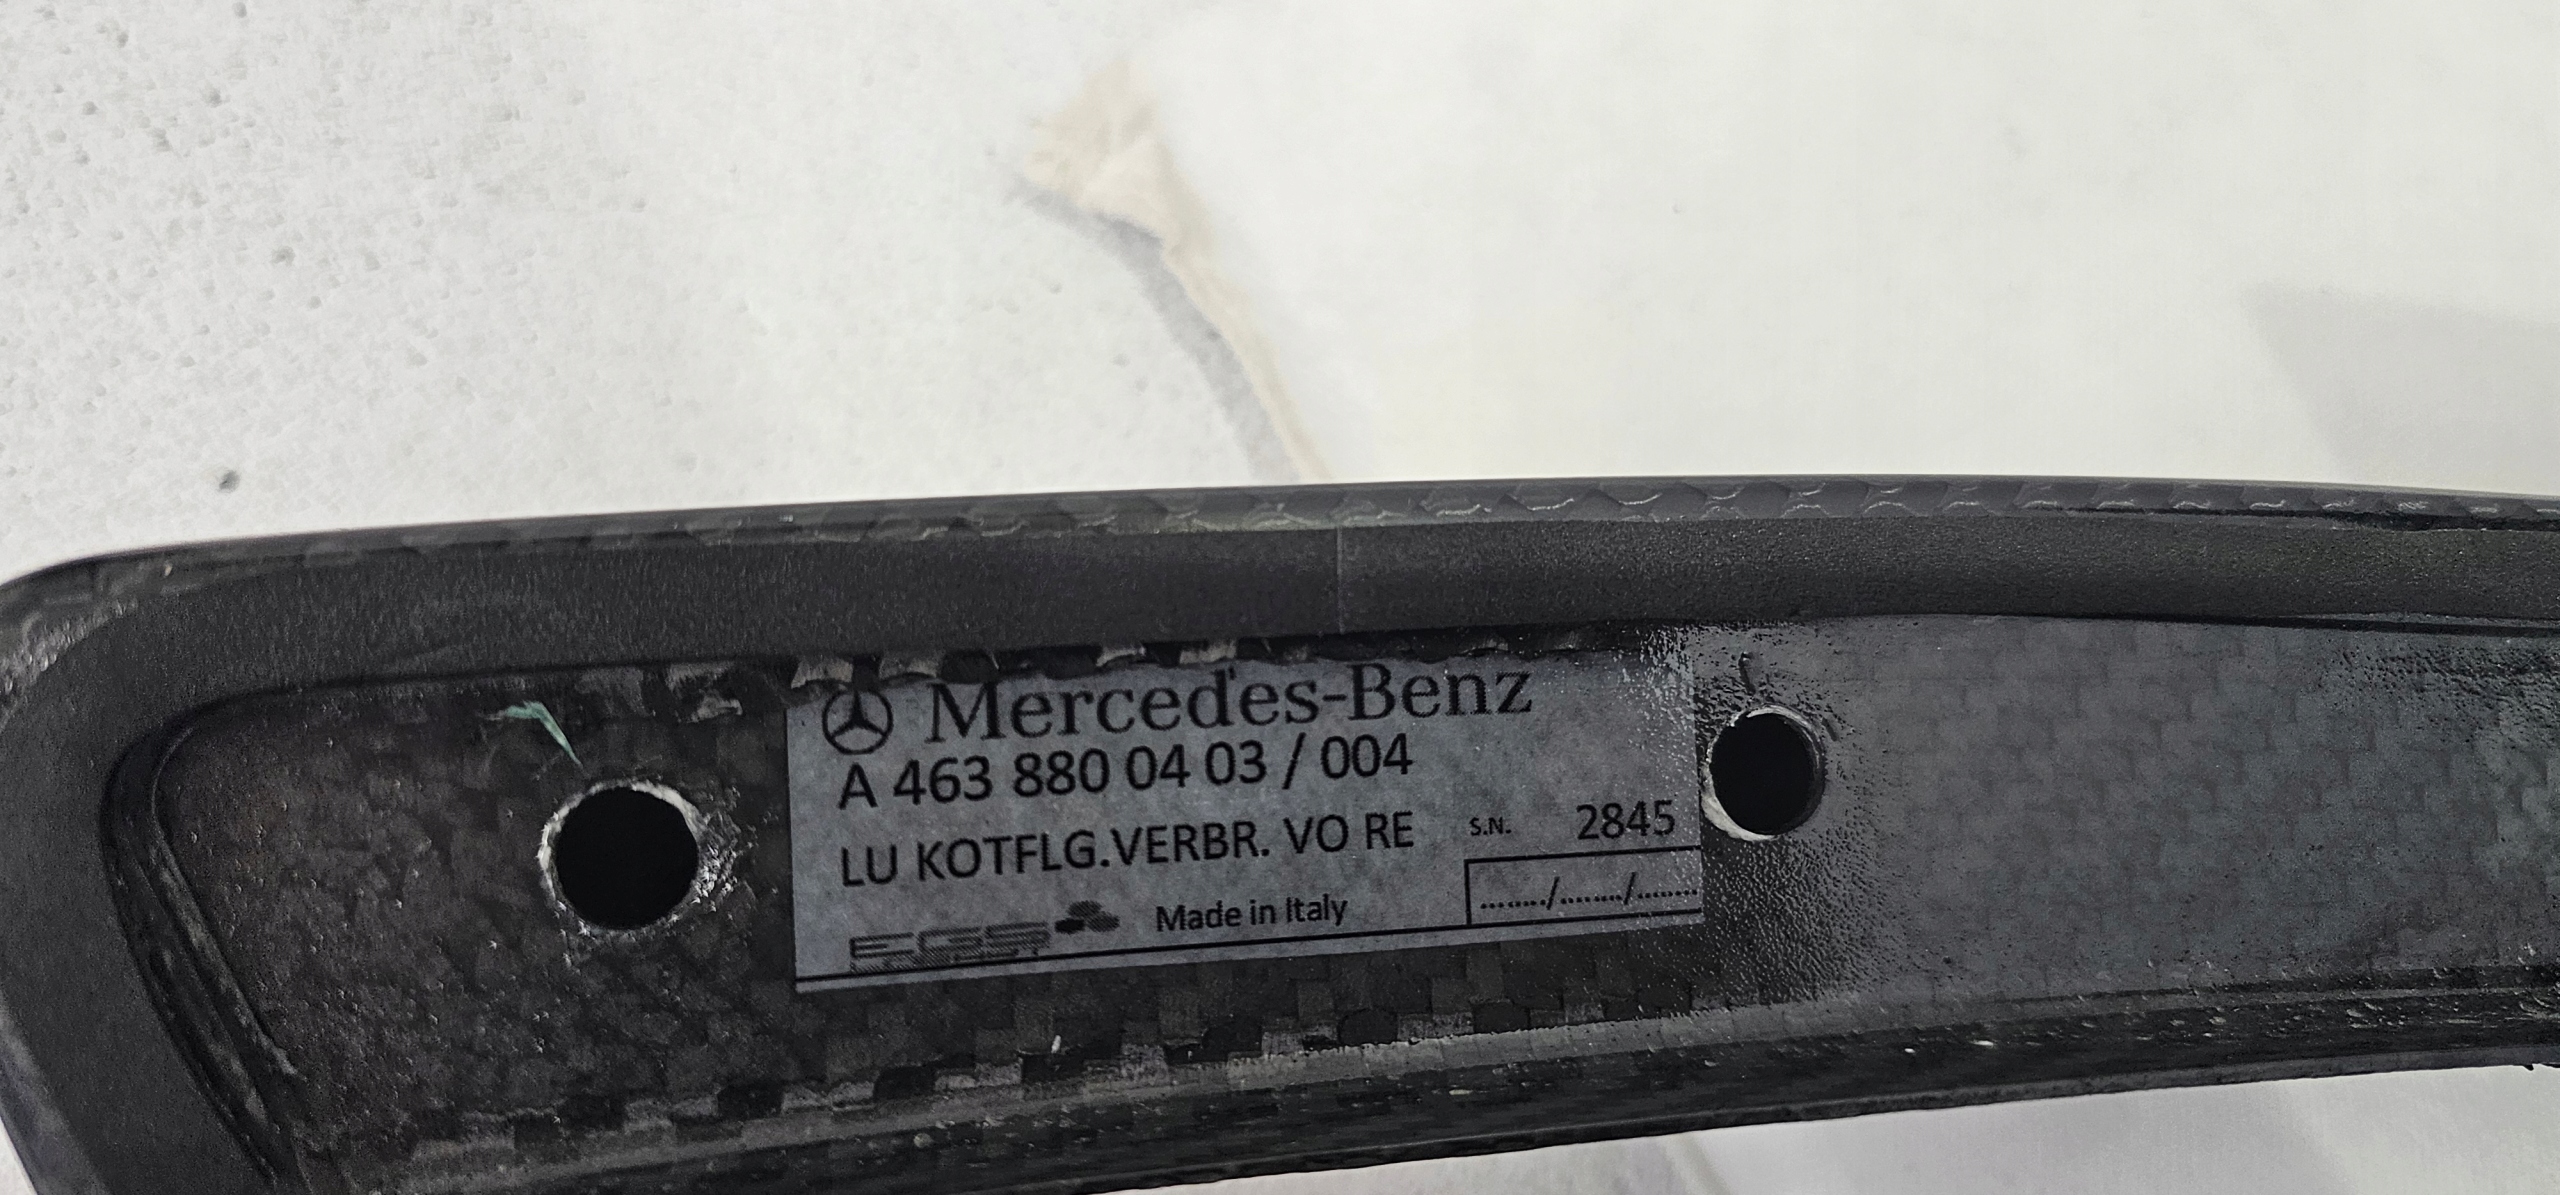 Mercedes-Benz
A 463 880 04 03 / 004
LU KOTFLG.VERBR. VO RE S.N. 2845
Made in Italy ......../......../........